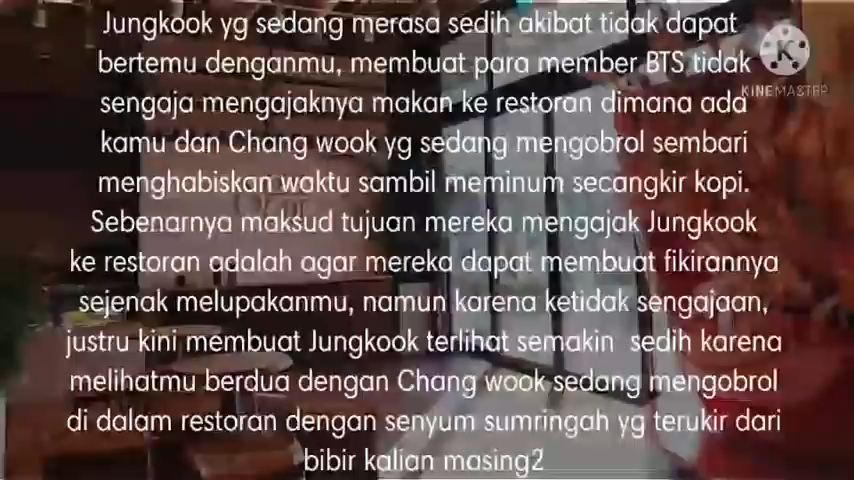 Jungkook yg sedang merasa sedih akibat tidak dapat
bertemu denganmu, membuat para member BTS tidak
sengaja mengajaknya makan ke restoran dimana ada
kamu dan Chang wook yg sedang mengobrol sembari
menghabiskan waktu sambil meminum secangkir kopi.
Sebenarnya maksud tujuan mereka mengajak Jungkook
ke restoran adalah agar mereka dapat membuat fikirannya
sejenak melupakanmu, namun karena ketidak sengajaan,
justru kini membuat Jungkook terlihat semakin sedih karena
melihatmu berdua dengan Chang wook sedang mengobrol
di dalam restoran dengan senyum sumringah yg terukir dari
bibir kalian masing2
K
KINEMASTER